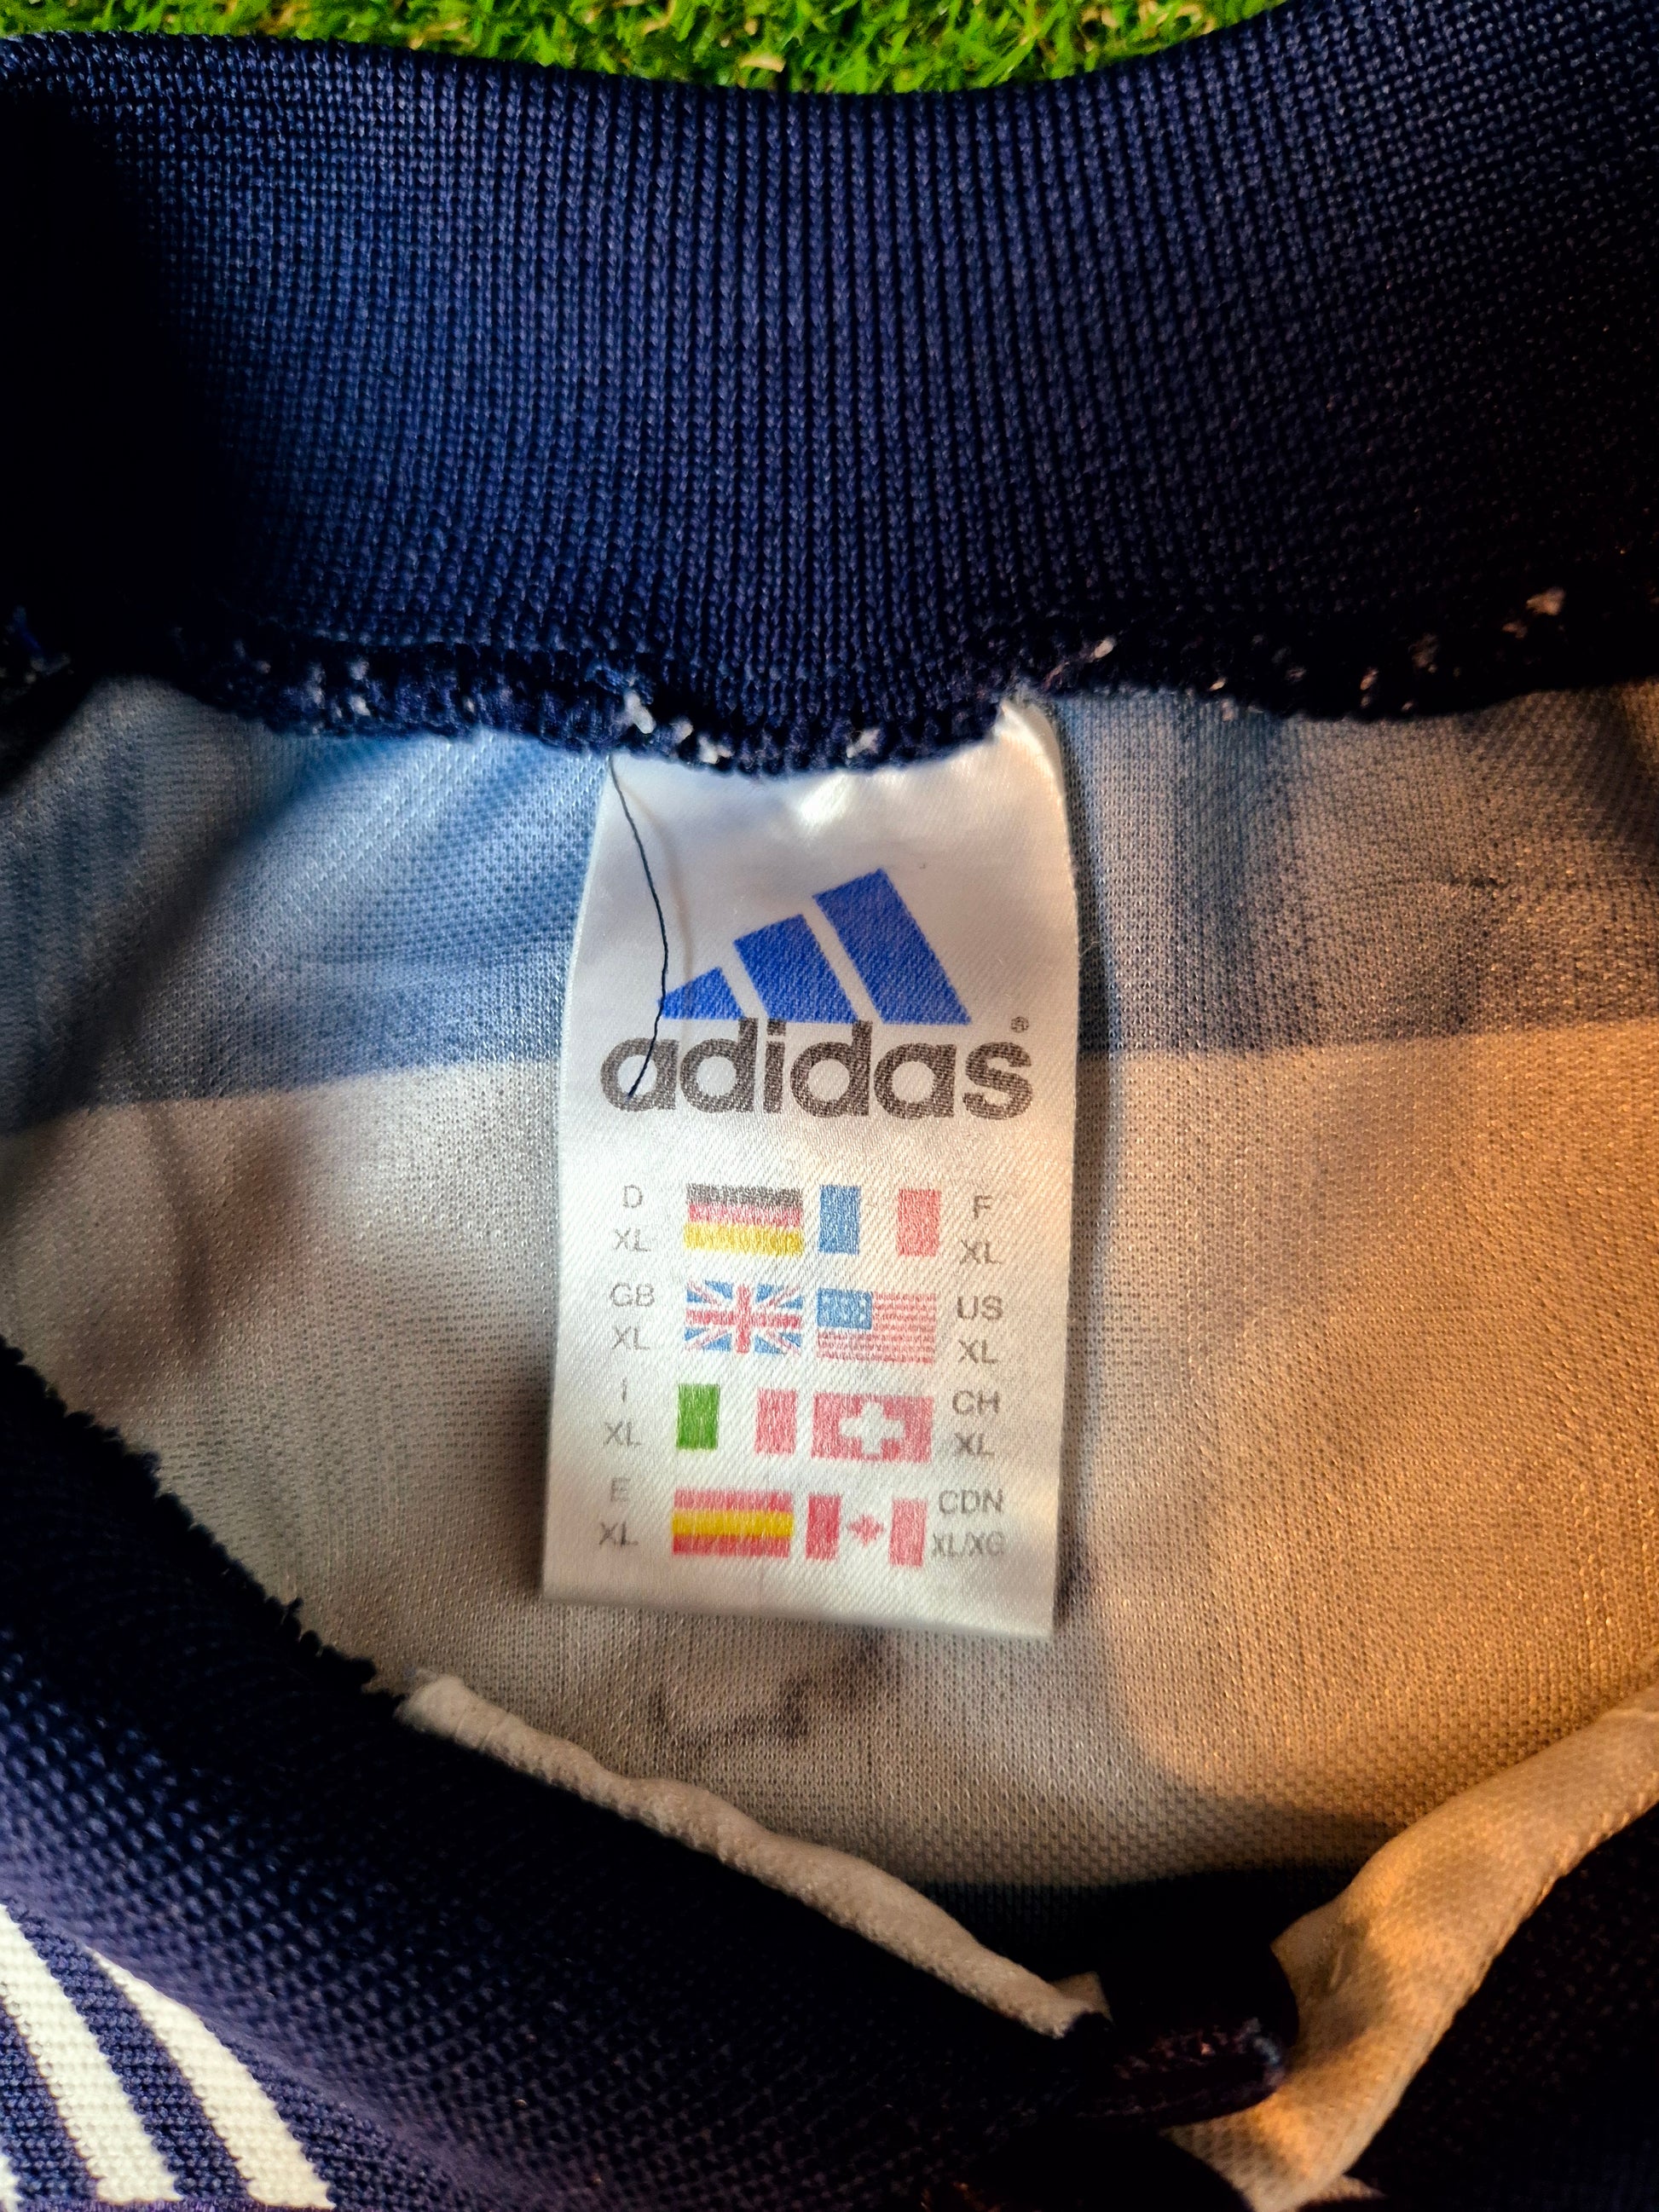 adidas®
D F
XL XL
GB US
XL XL
I CH
XL XL
E CDN
XL XL/XG